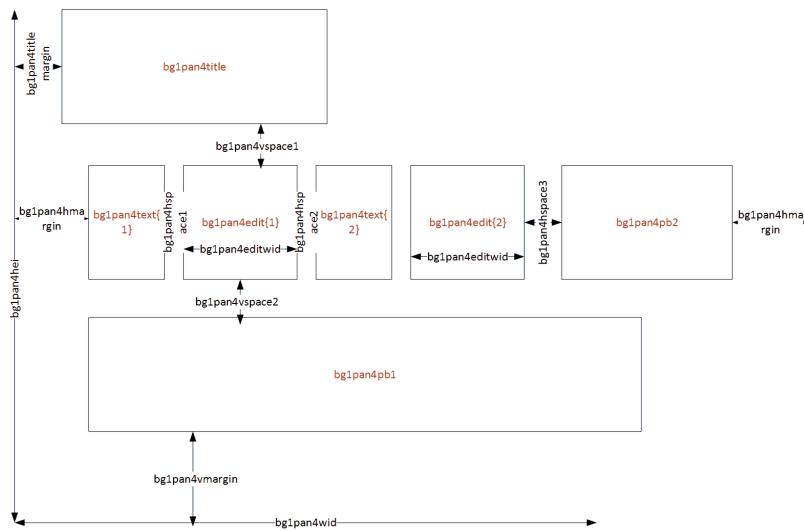 bg1pan4title
margin
bg1pan4title
bg1pan4vspace1
bg1pan4hma
rgin
bg1pan4text{
1}
bg1pan4hsp
ace1
bg1pan4edit{1}
bg1pan4editwid
bg1pan4hsp
ace2
bg1pan4text{
2}
bg1pan4edit{2}
bg1pan4editwid
bg1pan4hspace3
bg1pan4pb2
bg1pan4hma
rgin
bg1pan4hei
bg1pan4vspace2
bg1pan4pb1
bg1pan4vmargin
bg1pan4wid